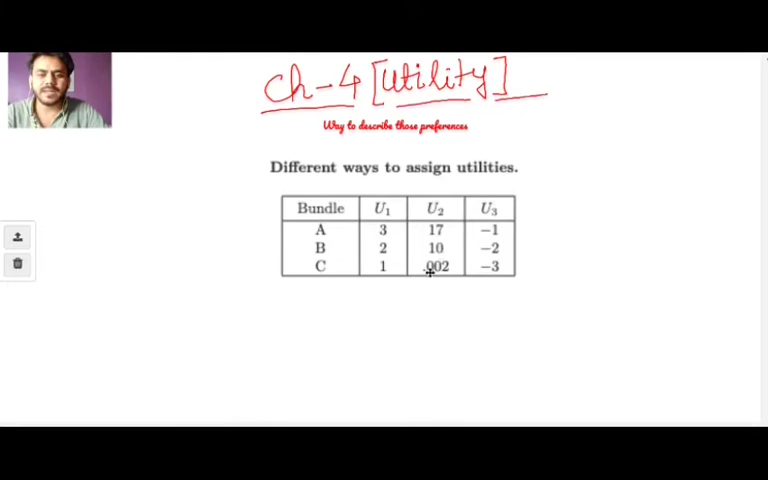 Ch-4 [Utility]
Way to describe those preferences
Different ways to assign utilities.
Bundle U₁ U₂ U₃
A 3 17 −1
B 2 10 −2
C 1 .002 −3